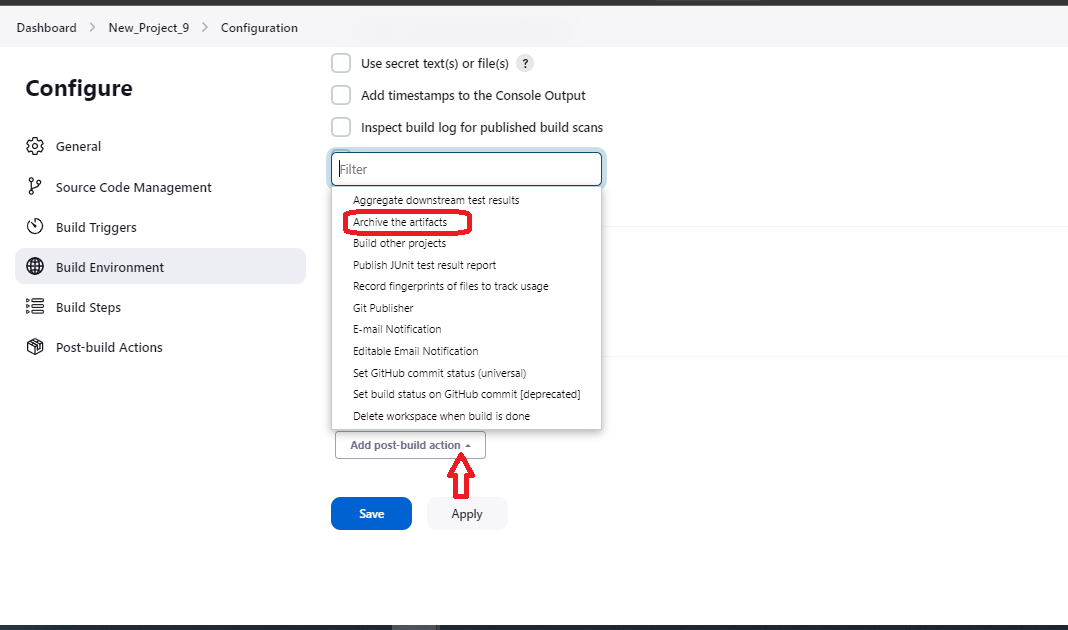 Dashboard > New_Project_9 > Configuration
Configure
General
Source Code Management
Build Triggers
Build Environment
Build Steps
Post-build Actions
Use secret text(s) or file(s) ?
Add timestamps to the Console Output
Inspect build log for published build scans
Filter
Aggregate downstream test results
Archive the artifacts
Build other projects
Publish JUnit test result report
Record fingerprints of files to track usage
Git Publisher
E-mail Notification
Editable Email Notification
Set GitHub commit status (universal)
Set build status on GitHub commit [deprecated]
Delete workspace when build is done
Add post-build action
Save Apply